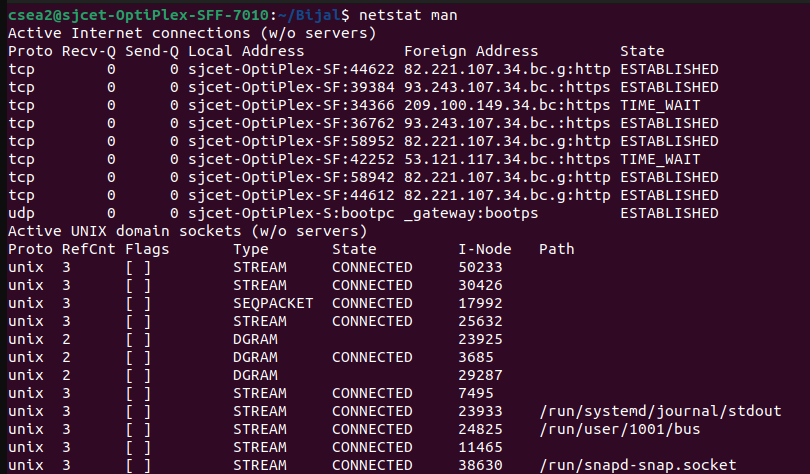 csea2@sjcet-OptiPlex-SFF-7010:~/Bijal$ netstat man
Active Internet connections (w/o servers)
Proto Recv-Q Send-Q Local Address           Foreign Address         State
tcp        0      0 sjcet-OptiPlex-SF:44622 82.221.107.34.bc.g:http ESTABLISHED
tcp        0      0 sjcet-OptiPlex-SF:39384 93.243.107.34.bc.:https ESTABLISHED
tcp        0      0 sjcet-OptiPlex-SF:34366 209.100.149.34.bc:https TIME_WAIT
tcp        0      0 sjcet-OptiPlex-SF:36762 93.243.107.34.bc.:https ESTABLISHED
tcp        0      0 sjcet-OptiPlex-SF:58952 82.221.107.34.bc.g:http ESTABLISHED
tcp        0      0 sjcet-OptiPlex-SF:42252 53.121.117.34.bc.:https TIME_WAIT
tcp        0      0 sjcet-OptiPlex-SF:58942 82.221.107.34.bc.g:http ESTABLISHED
tcp        0      0 sjcet-OptiPlex-SF:44612 82.221.107.34.bc.g:http ESTABLISHED
udp        0      0 sjcet-OptiPlex-S:bootpc _gateway:bootps         ESTABLISHED
Active UNIX domain sockets (w/o servers)
Proto RefCnt Flags       Type       State         I-Node   Path
unix  3      [ ]         STREAM     CONNECTED     50233
unix  3      [ ]         STREAM     CONNECTED     30426
unix  3      [ ]         SEQPACKET  CONNECTED     17992
unix  3      [ ]         STREAM     CONNECTED     25632
unix  2      [ ]         DGRAM                    23925
unix  2      [ ]         DGRAM      CONNECTED     3685
unix  2      [ ]         DGRAM                    29287
unix  3      [ ]         STREAM     CONNECTED     7495
unix  3      [ ]         STREAM     CONNECTED     23933    /run/systemd/journal/stdout
unix  3      [ ]         STREAM     CONNECTED     24825    /run/user/1001/bus
unix  3      [ ]         STREAM     CONNECTED     11465
unix  3      [ ]         STREAM     CONNECTED     38630    /run/snapd-snap.socket